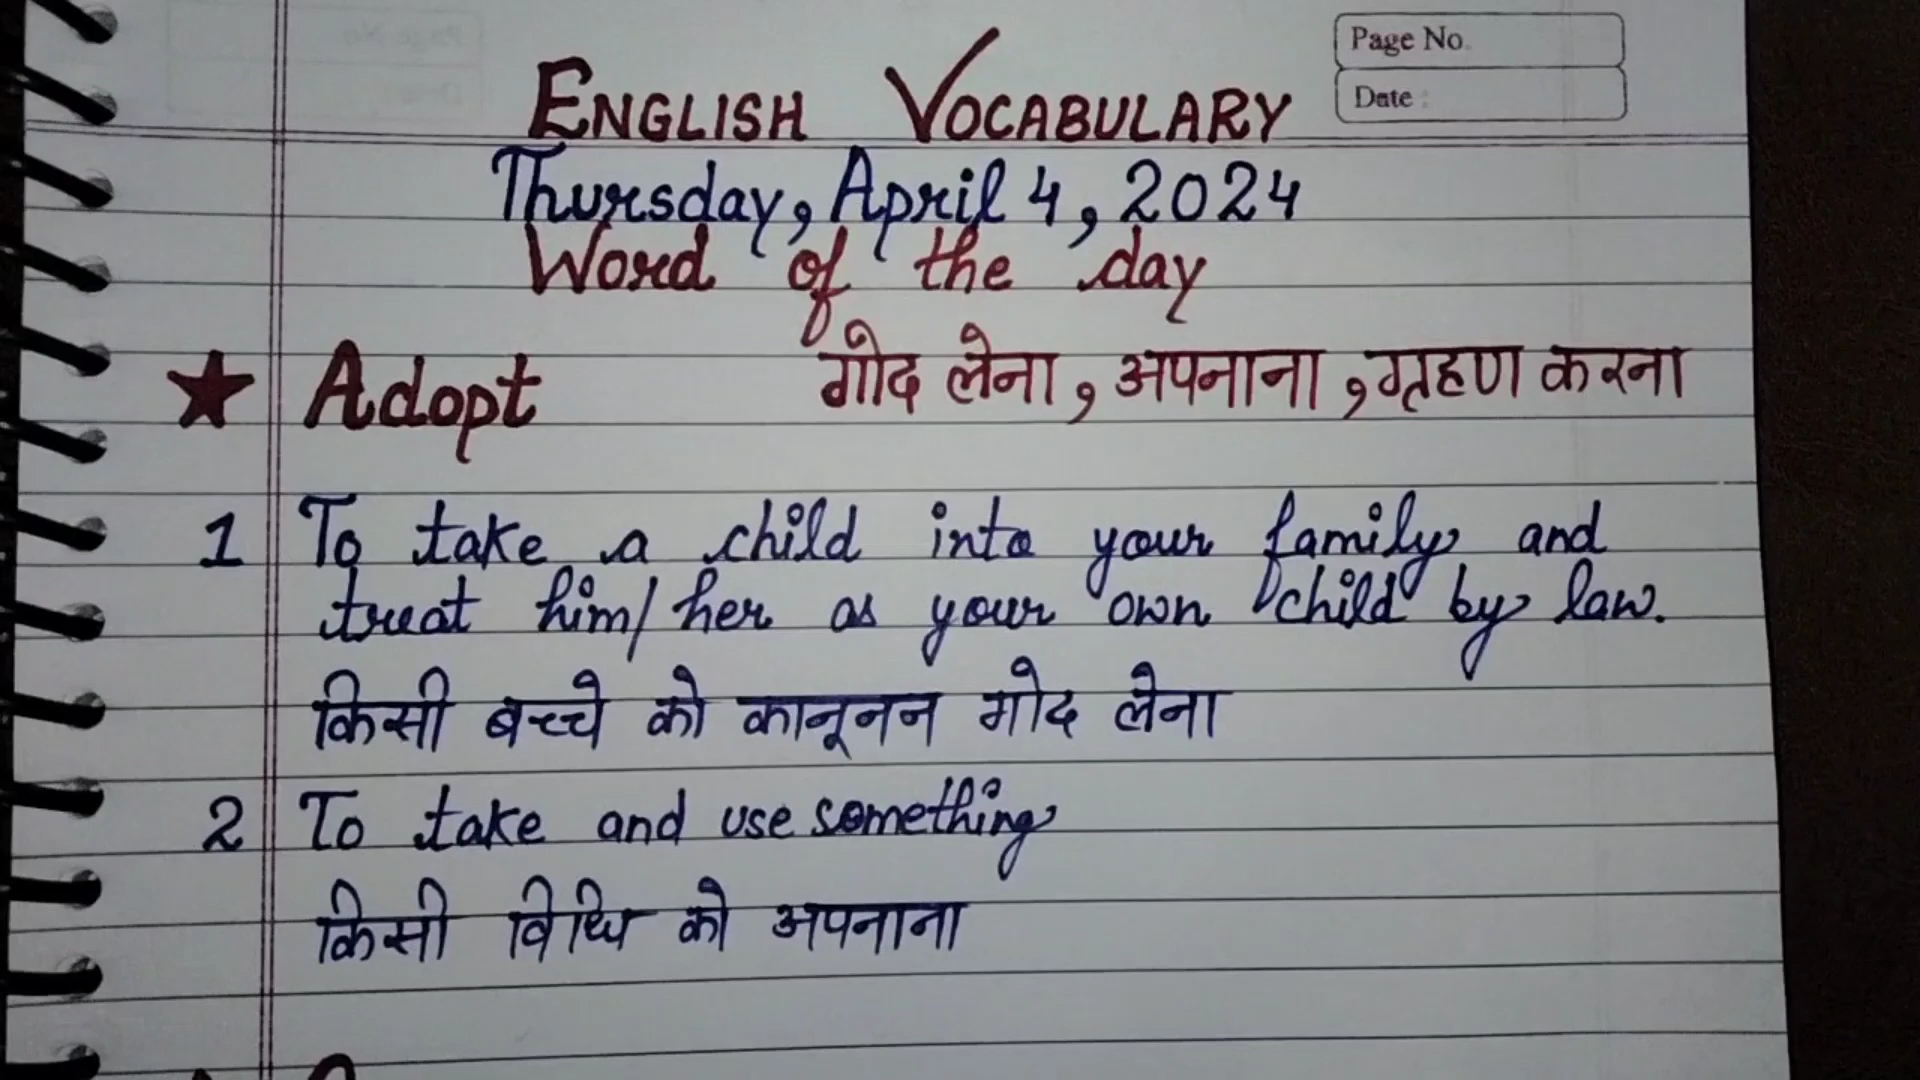 Page No.
Date :
ENGLISH VOCABULARY
Thursday, April 4, 2024
Word of the day
★ Adopt गोद लेना, अपनाना, ग्रहण करना
1 To take a child into your family and
treat him/her as your own child by law.
किसी बच्चे को कानूनन गोद लेना
2 To take and use something
किसी विधि को अपनाना